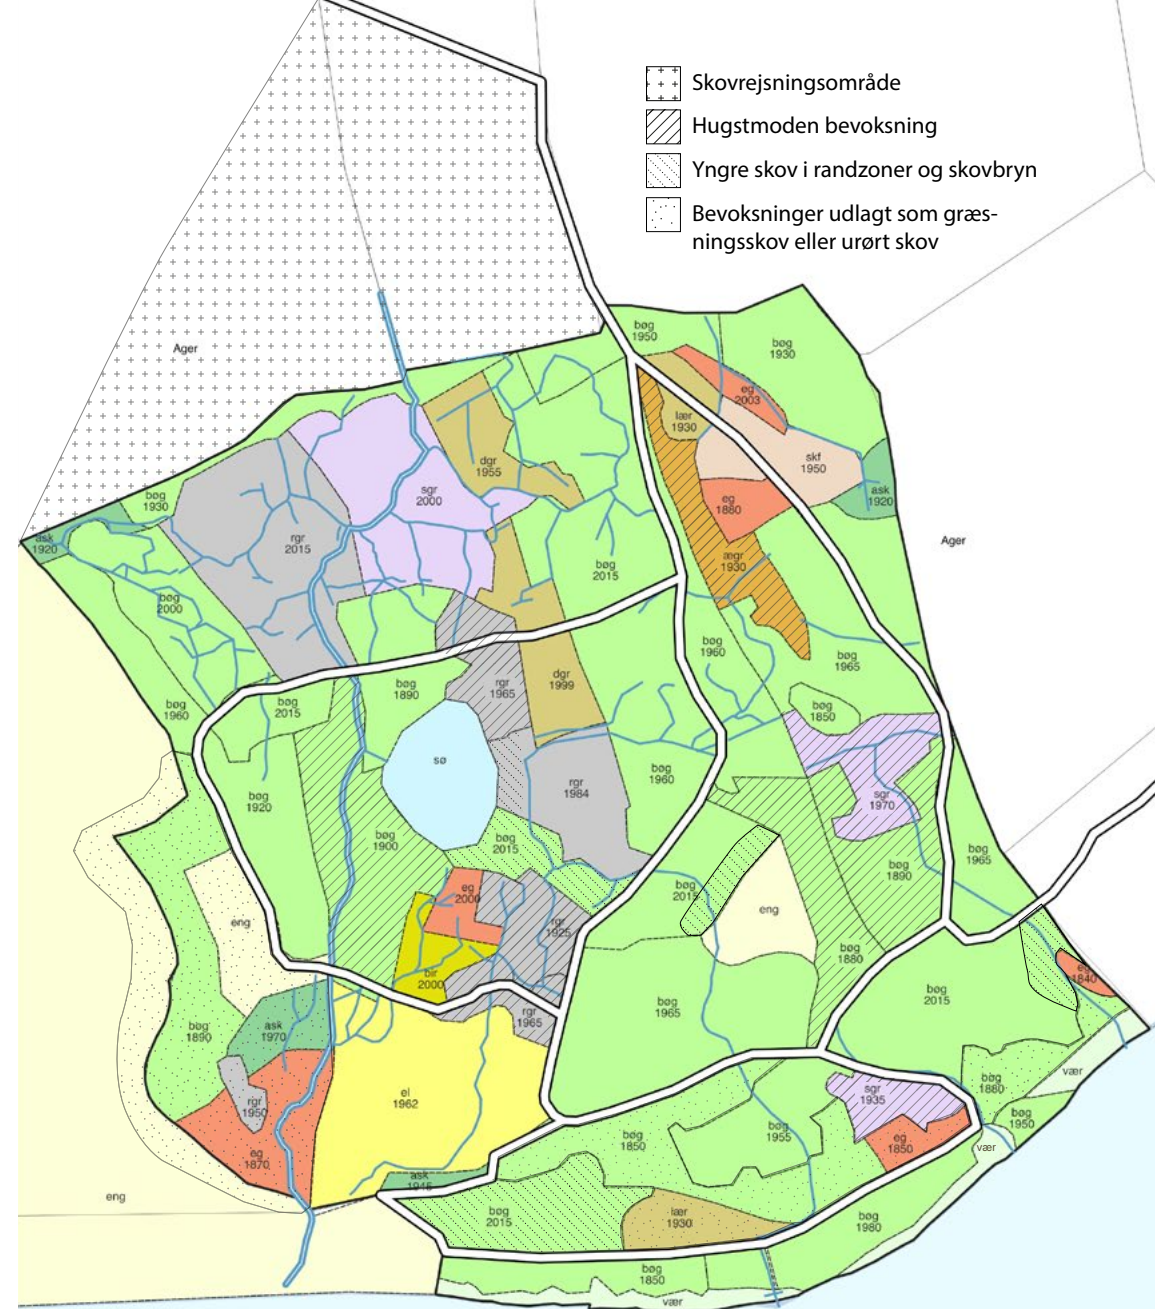 Skovrejsningsområde
Hugstmoden bevoksning
Yngre skov i randzoner og skovbryn
Bevoksninger udlagt som græs-
ningsskov eller urørt skov
Ager
bøg
1950
bøg
1930
eg
2003
lær
1930
skf
1950
dgr
1955
sgr
2000
eg
1880
ask
1920
bøg
1930
ask
1920
rgr
2015
Ager
bøg
2015
ægr
1930
bøg
2000
bøg
1960
bøg
1965
bøg
1890
rgr
1965
dgr
1999
bøg
1960
bøg
2015
bøg
1850
sø
bøg
1960
rgr
1984
bøg
1920
sgr
1970
bøg
1900
bøg
2015
bøg
1965
bøg
1890
eg
2000
bøg
2015
eng
eng
rgr
1925
bøg
1880
bir
2000
eg
1840
bøg
2015
bøg
1965
rgr
1965
bøg
1890
ask
1970
vær
bøg
1880
el
1962
rgr
1950
sgr
1935
bøg
1950
bøg
1850
bøg
1955
eg
1850
vær
eg
1870
ask
1945
eng
bøg
2015
lær
1930
bøg
1980
bøg
1850
vær